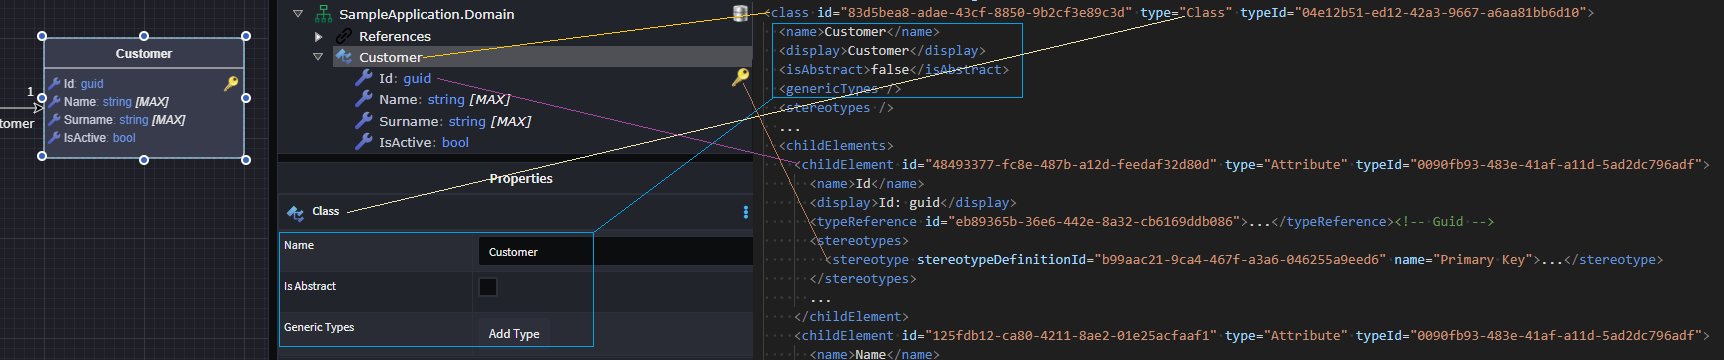 Customer
Id: guid
Name: string [MAX]
Surname: string [MAX]
IsActive: bool
1
tomer
SampleApplication.Domain
References
Customer
Id: guid
Name: string [MAX]
Surname: string [MAX]
IsActive: bool
Properties
Class
Name
Customer
Is Abstract
Generic Types
Add Type
<class id="83d5bea8-adae-43cf-8850-9b2cf3e89c3d" type="Class" typeId="04e12b51-ed12-42a3-9667-a6aa81bb6d10">
<name>Customer</name>
<display>Customer</display>
<isAbstract>false</isAbstract>
<genericTypes />
<stereotypes />
...
<childElements>
<childElement id="48493377-fc8e-487b-a12d-feedaf32d80d" type="Attribute" typeId="0090fb93-483e-41af-a11d-5ad2dc796adf">
<name>Id</name>
<display>Id: guid</display>
<typeReference id="eb89365b-36e6-442e-8a32-cb6169ddb086">...</typeReference><!-- Guid -->
<stereotypes>
<stereotype stereotypeDefinitionId="b99aac21-9ca4-467f-a3a6-046255a9eed6" name="Primary Key">...</stereotype>
</stereotypes>
...
</childElement>
<childElement id="125fdb12-ca80-4211-8ae2-01e25acfaaf1" type="Attribute" typeId="0090fb93-483e-41af-a11d-5ad2dc796adf">
<name>Name</name>